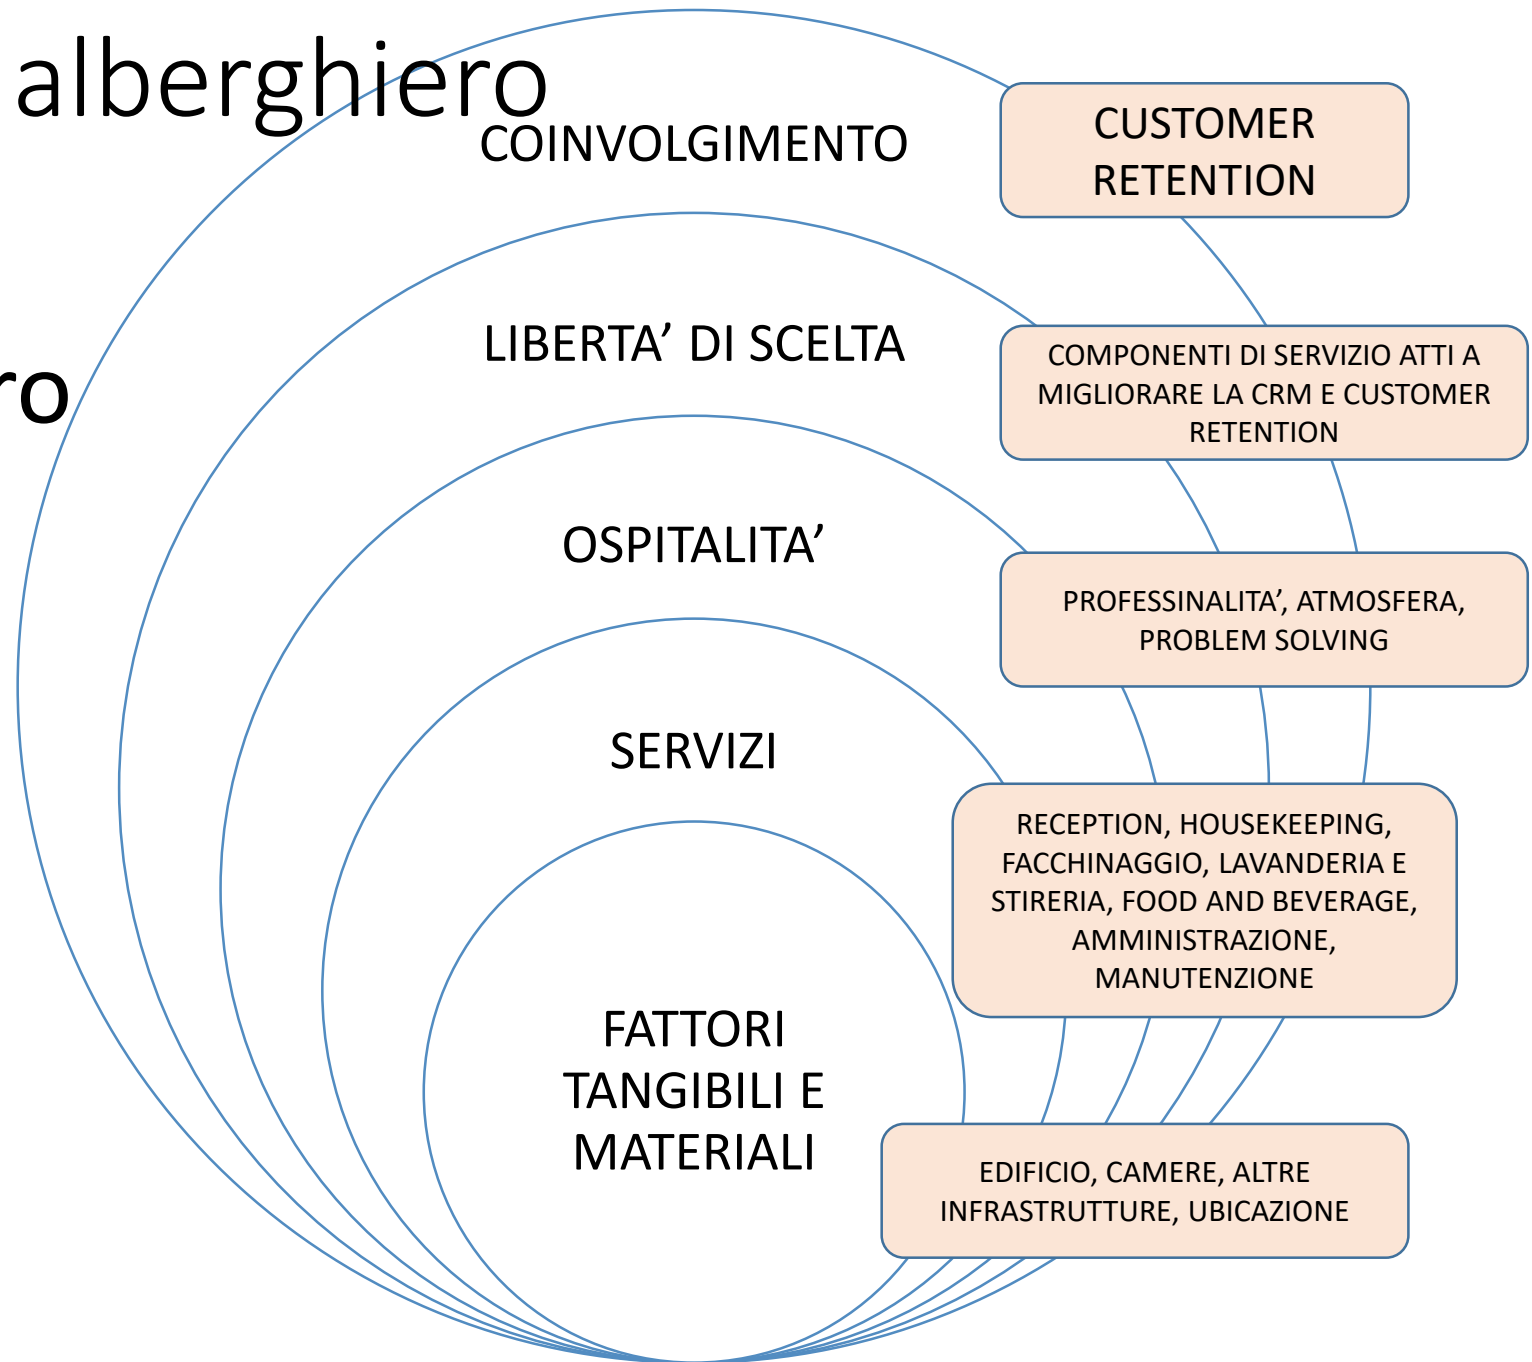 alberghiero
COINVOLGIMENTO
CUSTOMER
RETENTION
LIBERTA’ DI SCELTA
COMPONENTI DI SERVIZIO ATTI A
MIGLIORARE LA CRM E CUSTOMER
RETENTION
ro
OSPITALITA’
PROFESSINALITA’, ATMOSFERA,
PROBLEM SOLVING
SERVIZI
RECEPTION, HOUSEKEEPING,
FACCHINAGGIO, LAVANDERIA E
STIRERIA, FOOD AND BEVERAGE,
AMMINISTRAZIONE,
MANUTENZIONE
FATTORI
TANGIBILI E
MATERIALI
EDIFICIO, CAMERE, ALTRE
INFRASTRUTTURE, UBICAZIONE